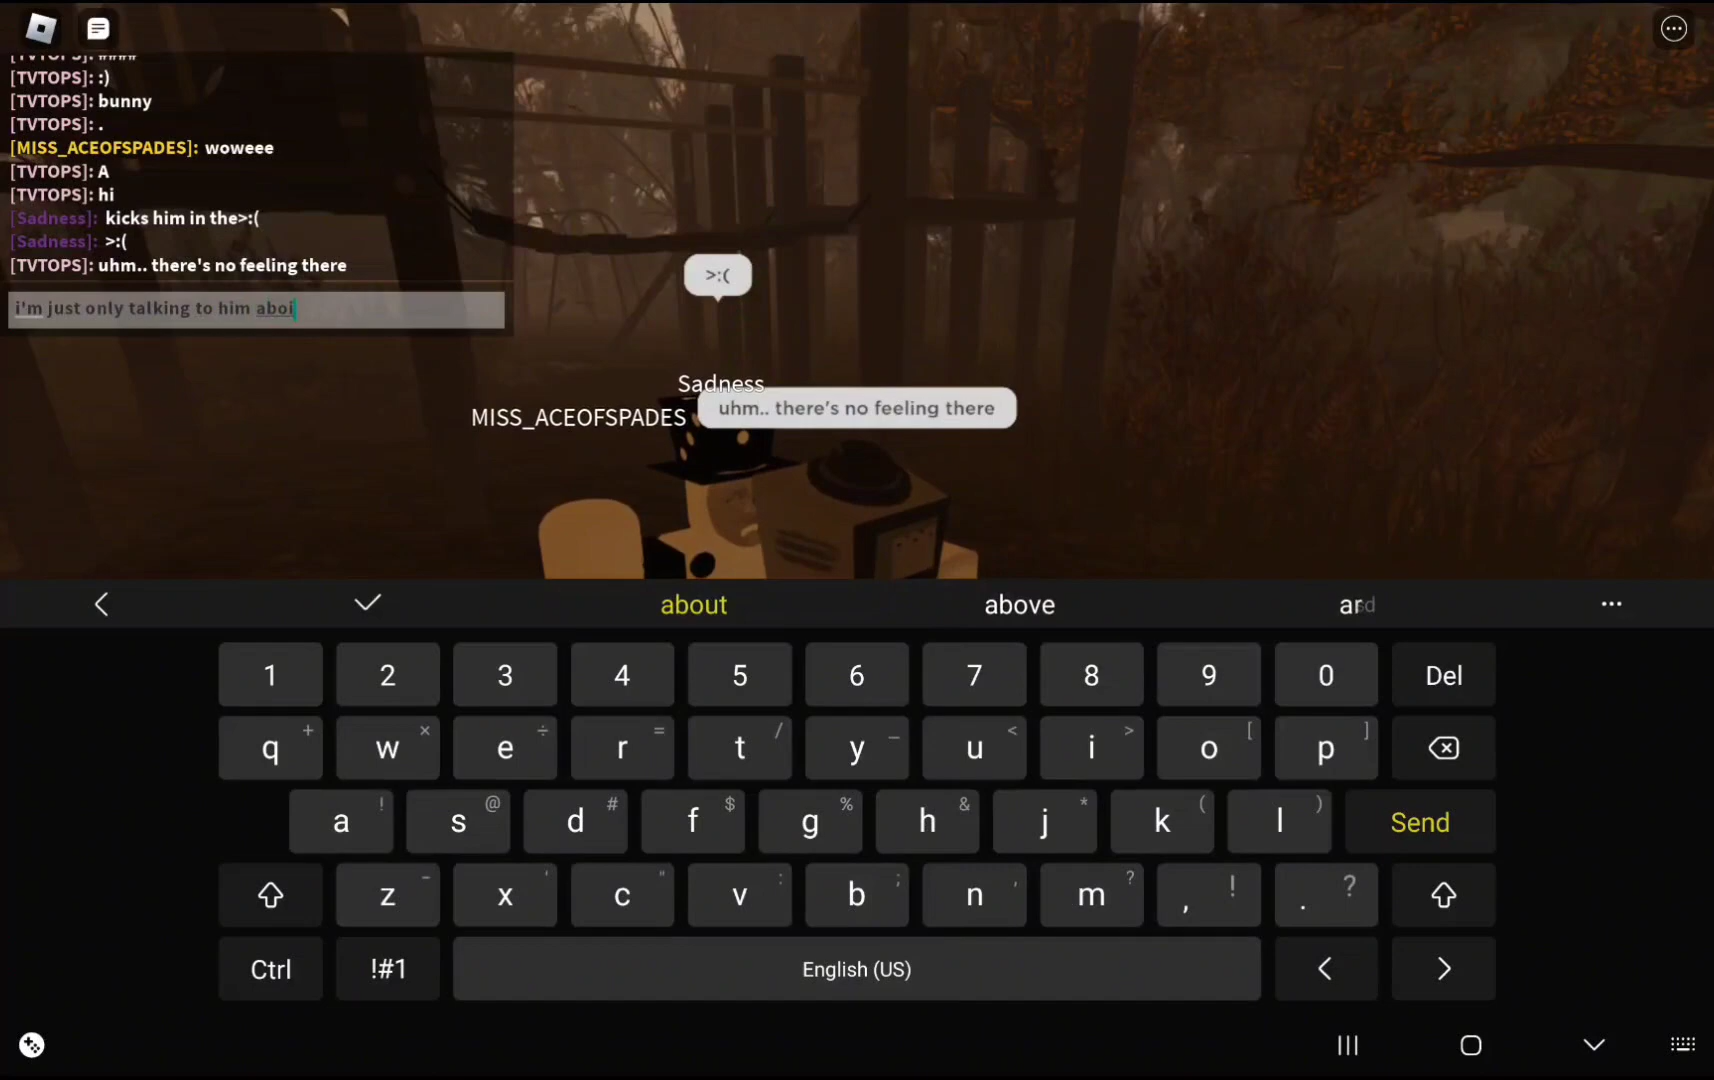 [TVTOPS]: ####
[TVTOPS]: :)
[TVTOPS]: bunny
[TVTOPS]: .
[MISS_ACEOFSPADES]: woweee
[TVTOPS]: A
[TVTOPS]: hi
[Sadness]: kicks him in the>:(
[Sadness]: >:(
[TVTOPS]: uhm.. there's no feeling there
i'm just only talking to him aboi
>:(
Sadness
MISS_ACEOFSPADES
uhm.. there's no feeling there
about above
1 2 3 4 5 6 7 8 9 0 Del
q + w × e ÷ r = t / y _ u < i > o [ p ]
a ! s @ d # f $ g % h & j * k ( l ) Send
z - x ' c " v : b ; n , m ? , ! . ?
Ctrl !#1 English (US) < >